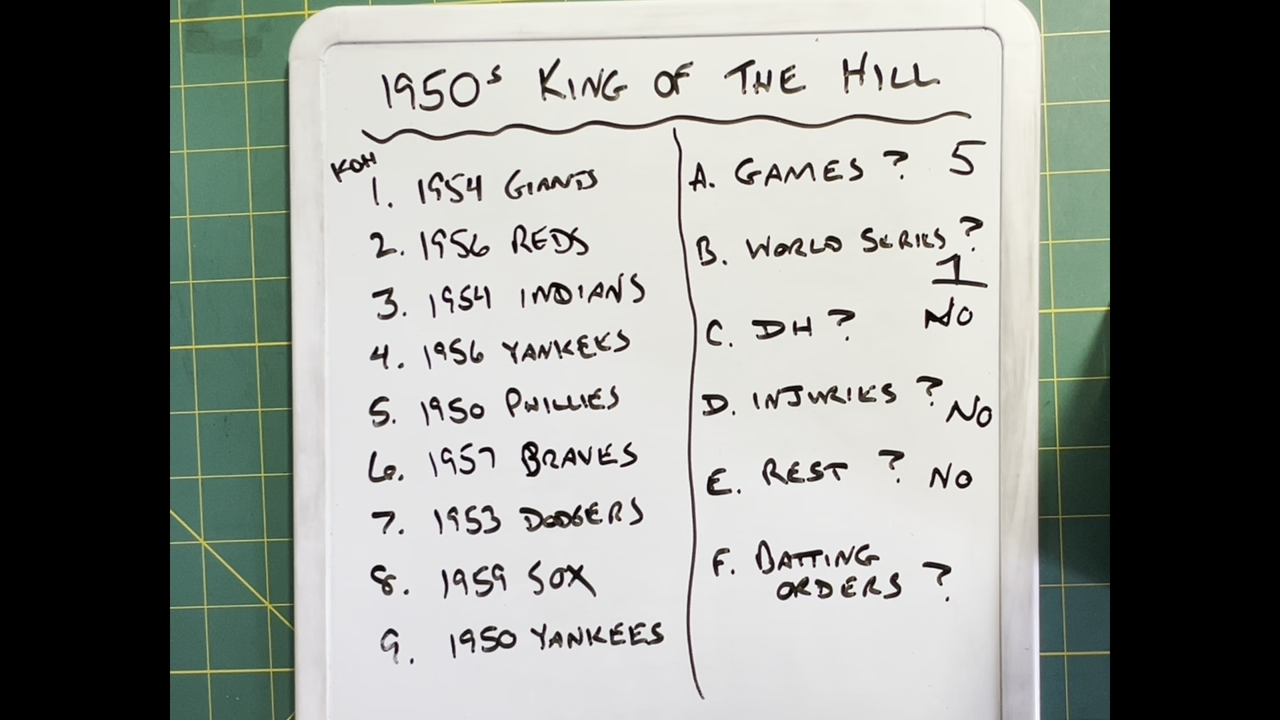 1950s KING OF THE HILL
KOH
1. 1954 GIANTS
2. 1956 REDS
3. 1954 INDIANS
4. 1956 YANKEES
5. 1950 PHILLIES
6. 1957 BRAVES
7. 1953 DODGERS
8. 1959 SOX
9. 1950 YANKEES
A. GAMES ? 5
B. WORLD SERIES ?
1
C. DH ? NO
D. INJURIES ? NO
E. REST ? NO
F. BATTING
ORDERS ?